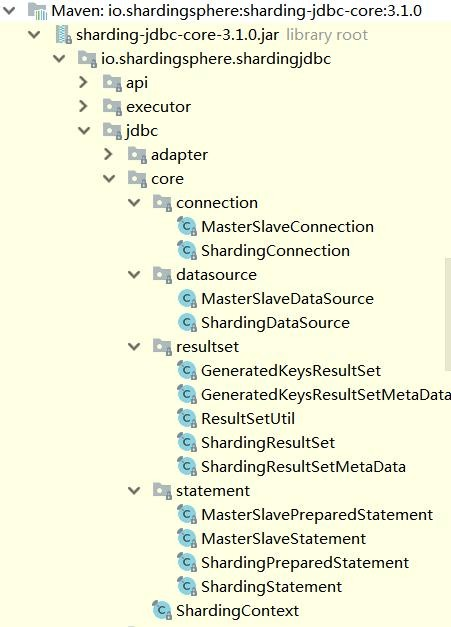 Maven: io.shardingsphere:sharding-jdbc-core:3.1.0
sharding-jdbc-core-3.1.0.jar library root
io.shardingsphere.shardingjdbc
api
executor
jdbc
adapter
core
connection
C MasterSlaveConnection
C ShardingConnection
datasource
C MasterSlaveDataSource
C ShardingDataSource
resultset
C GeneratedKeysResultSet
C GeneratedKeysResultSetMetaData
C ResultSetUtil
C ShardingResultSet
C ShardingResultSetMetaData
statement
C MasterSlavePreparedStatement
C MasterSlaveStatement
C ShardingPreparedStatement
C ShardingStatement
C ShardingContext